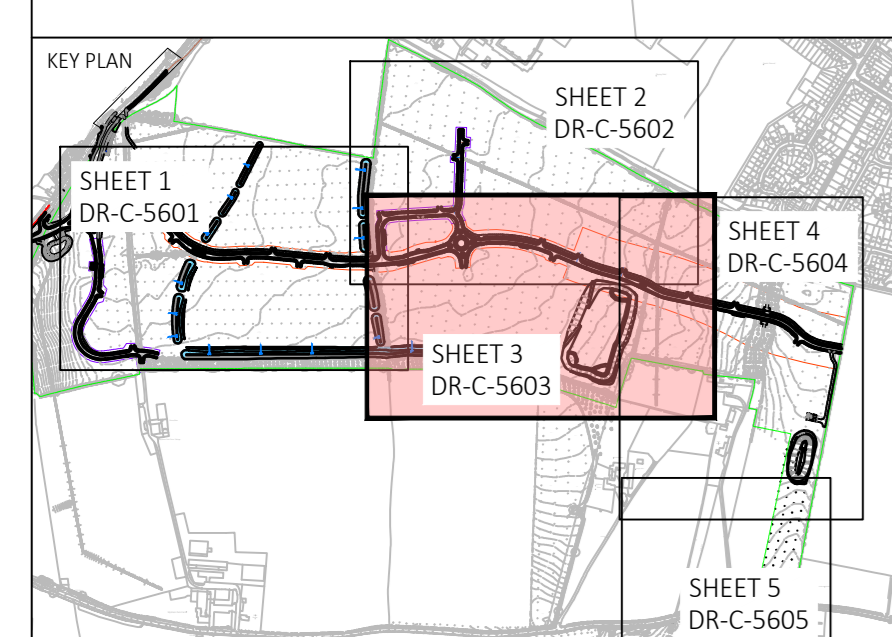 KEY PLAN
SHEET 1
DR-C-5601
SHEET 2
DR-C-5602
SHEET 3
DR-C-5603
SHEET 4
DR-C-5604
SHEET 5
DR-C-5605